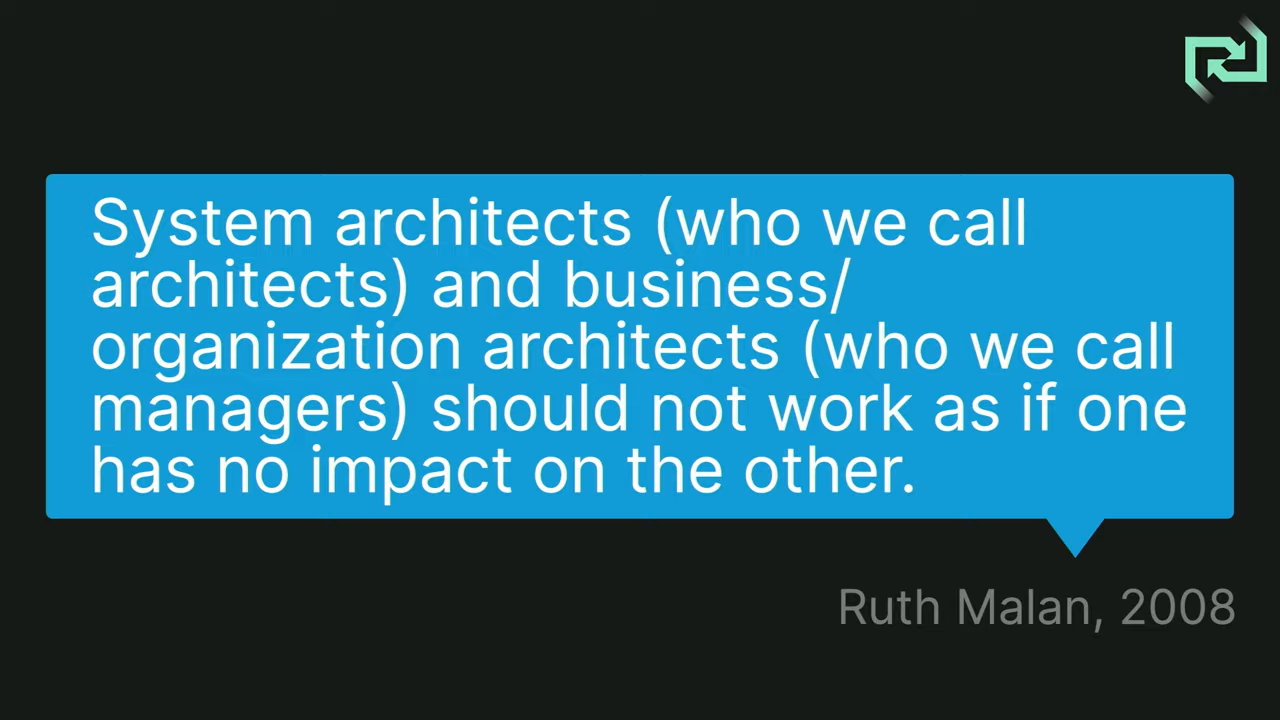 System architects (who we call
architects) and business/
organization architects (who we call
managers) should not work as if one
has no impact on the other.
Ruth Malan, 2008